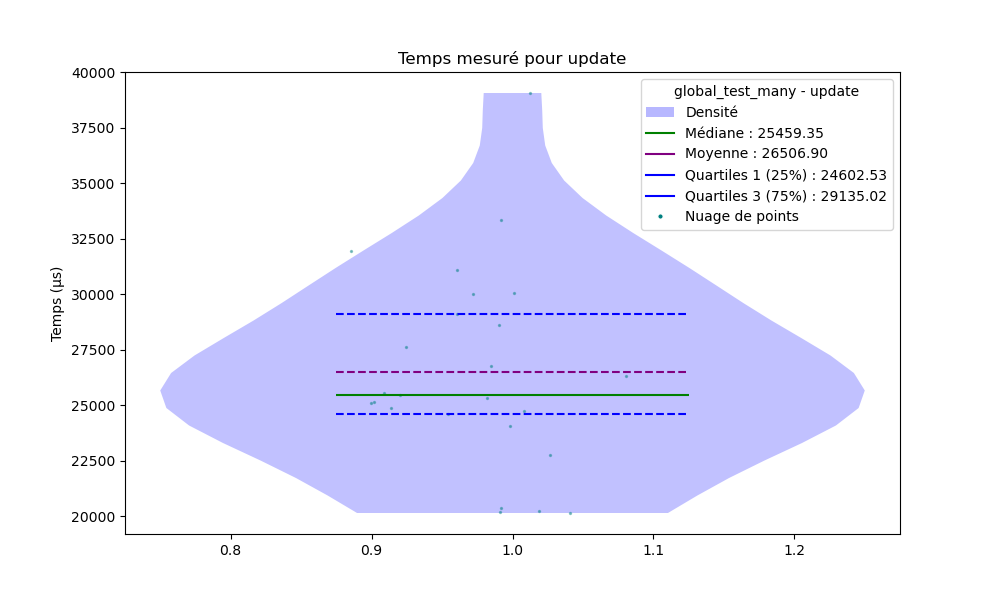 Temps mesuré pour update
Temps (µs)
40000
37500
35000
32500
30000
27500
25000
22500
20000
0.8
0.9
1.0
1.1
1.2
global_test_many - update
Densité
Médiane : 25459.35
Moyenne : 26506.90
Quartiles 1 (25%) : 24602.53
Quartiles 3 (75%) : 29135.02
Nuage de points